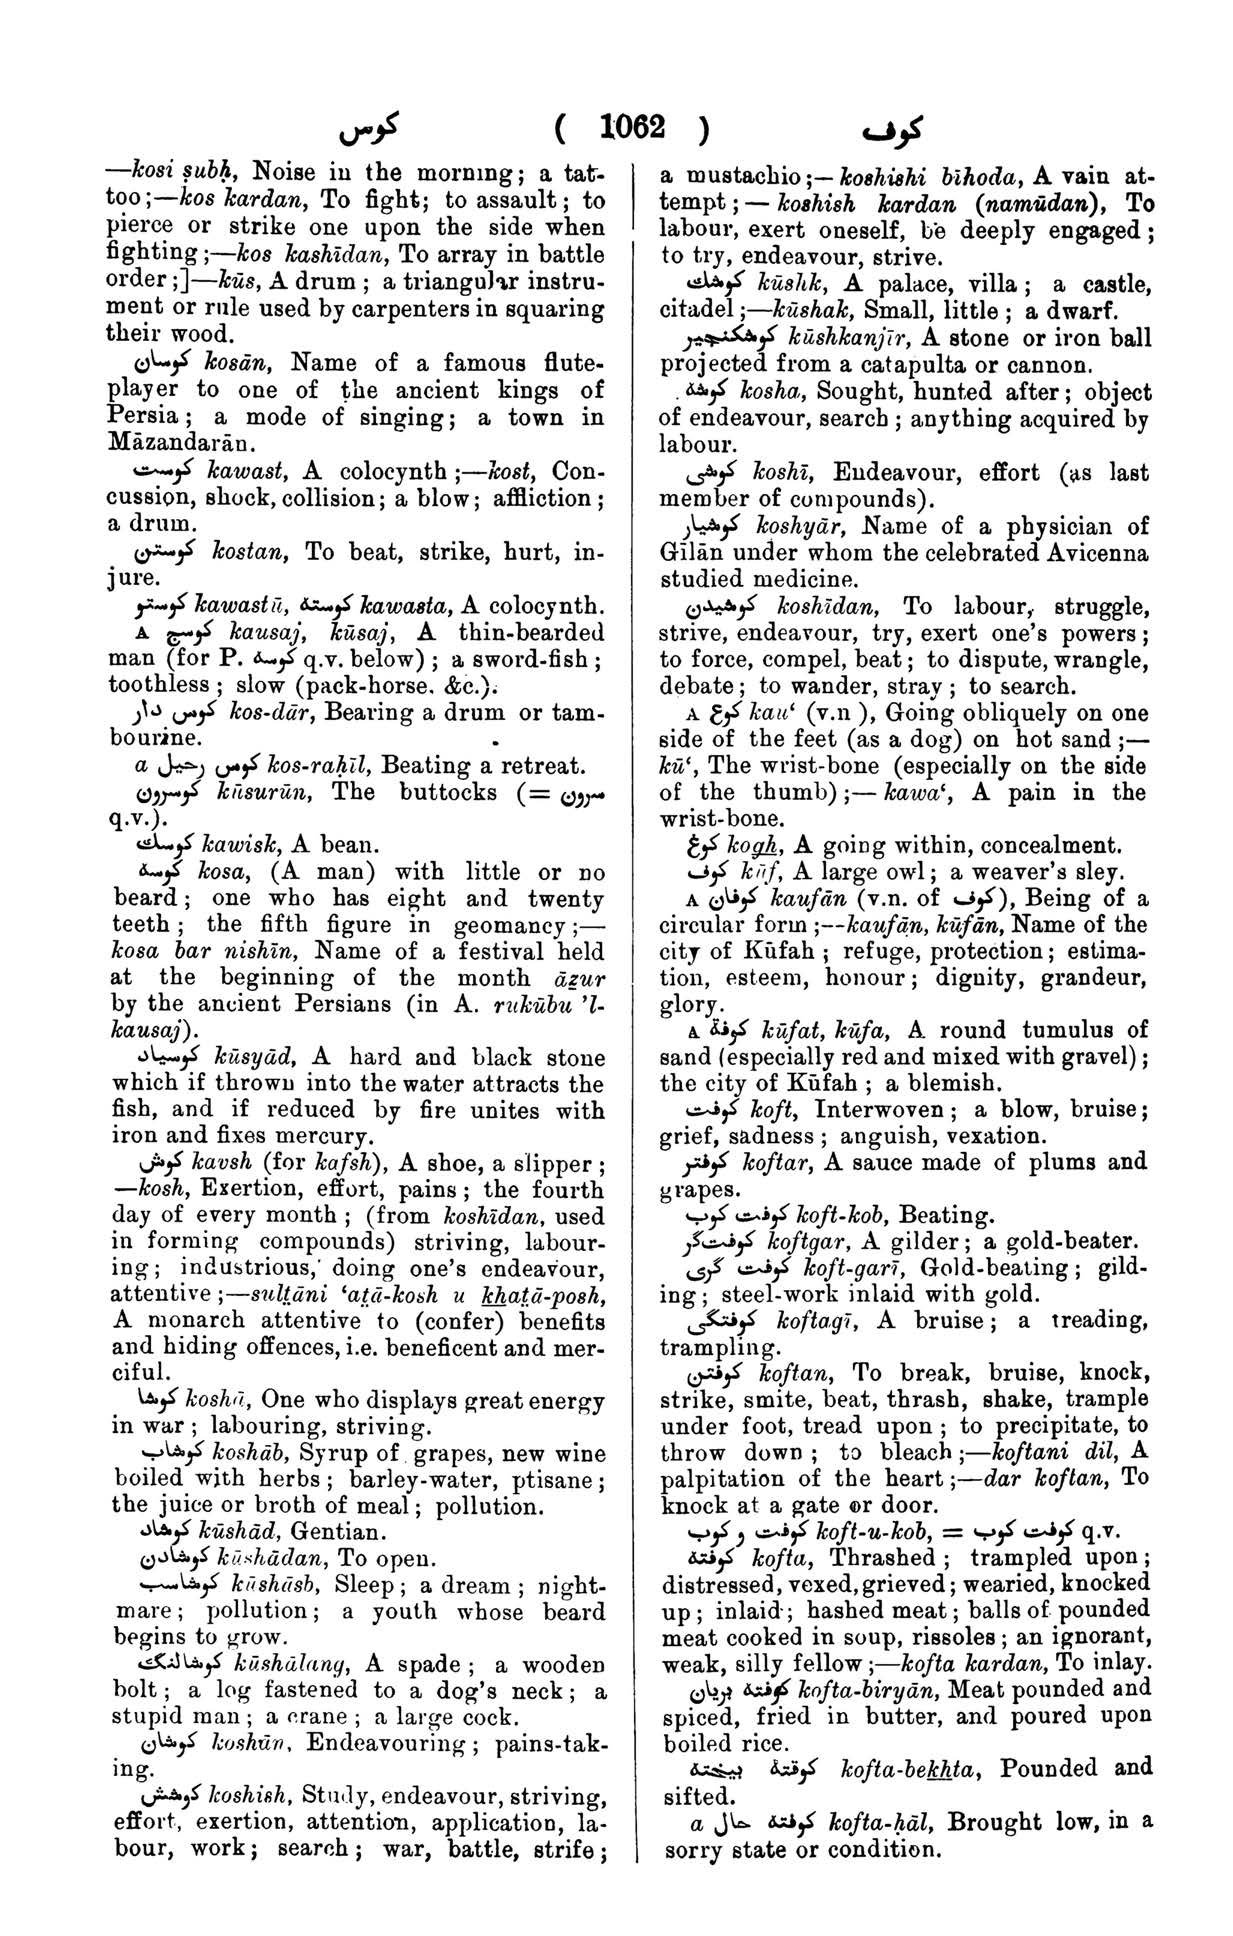 کوس ( 1062 ) کوف
—kosi ṣubḥ, Noise in the morning; a tat-
too;—kos kardan, To fight; to assault; to
pierce or strike one upon the side when
fighting;—kos kashīdan, To array in battle
order;]—kūs, A drum; a triangular instru-
ment or rule used by carpenters in squaring
their wood.
کوسان kosān, Name of a famous flute-
player to one of the ancient kings of
Persia; a mode of singing; a town in
Māzandarān.
کوست kawast, A colocynth;—kost, Con-
cussion, shock, collision; a blow; affliction;
a drum.
کوستن kostan, To beat, strike, hurt, in-
jure.
کوستو kawastū, کوسته kawasta, A colocynth.
A کوسج kausaj, kūsaj, A thin-bearded
man (for P. کوسه q.v. below); a sword-fish;
toothless; slow (pack-horse. &c.).
کوس دار kos-dār, Bearing a drum or tam-
bourine.
a کوس رحیل kos-raḥīl, Beating a retreat.
کوسرون kūsurūn, The buttocks (= سرون
q.v.).
کوسك kawisk, A bean.
کوسه kosa, (A man) with little or no
beard; one who has eight and twenty
teeth; the fifth figure in geomancy;—
kosa bar nishīn, Name of a festival held
at the beginning of the month āẕur
by the ancient Persians (in A. rukūbu 'l-
kausaj).
کوسیاد kūsyād, A hard and black stone
which if thrown into the water attracts the
fish, and if reduced by fire unites with
iron and fixes mercury.
کوش kavsh (for kafsh), A shoe, a slipper;
—kosh, Exertion, effort, pains; the fourth
day of every month; (from koshīdan, used
in forming compounds) striving, labour-
ing; industrious, doing one's endeavour,
attentive;—sult̤āni ‘at̤ā-kosh u khat̤ā-posh,
A monarch attentive to (confer) benefits
and hiding offences, i.e. beneficent and mer-
ciful.
کوشا koshā, One who displays great energy
in war; labouring, striving.
کوشاب koshāb, Syrup of grapes, new wine
boiled with herbs; barley-water, ptisane;
the juice or broth of meal; pollution.
کوشاد kūshād, Gentian.
کوشادن kūshādan, To open.
کوشاسب kūshāsb, Sleep; a dream; night-
mare; pollution; a youth whose beard
begins to grow.
کوشالنك kūshālang, A spade; a wooden
bolt; a log fastened to a dog's neck; a
stupid man; a crane; a large cock.
کوشان koshān, Endeavouring; pains-tak-
ing.
کوشش koshish, Study, endeavour, striving,
effort, exertion, attention, application, la-
bour, work; search; war, battle, strife;
a mustachio;—koshishi bīhoda, A vain at-
tempt;—koshish kardan (namūdan), To
labour, exert oneself, be deeply engaged;
to try, endeavour, strive.
کوشك kūshk, A palace, villa; a castle,
citadel;—kūshak, Small, little; a dwarf.
کوشکنجیر kūshkanjīr, A stone or iron ball
projected from a catapulta or cannon.
کوشه kosha, Sought, hunted after; object
of endeavour, search; anything acquired by
labour.
کوشی koshī, Endeavour, effort (as last
member of compounds).
کوشیار koshyār, Name of a physician of
Gīlān under whom the celebrated Avicenna
studied medicine.
کوشیدن koshīdan, To labour, struggle,
strive, endeavour, try, exert one's powers;
to force, compel, beat; to dispute, wrangle,
debate; to wander, stray; to search.
A کوع kau‘ (v.n), Going obliquely on one
side of the feet (as a dog) on hot sand;—
kū‘, The wrist-bone (especially on the side
of the thumb);—kawa‘, A pain in the
wrist-bone.
کوغ kogh, A going within, concealment.
کوف kūf, A large owl; a weaver's sley.
A کوفان kaufān (v.n. of کوف), Being of a
circular form;—kaufān, kūfān, Name of the
city of Kūfah; refuge, protection; estima-
tion, esteem, honour; dignity, grandeur,
glory.
A کوفة kūfat, kūfa, A round tumulus of
sand (especially red and mixed with gravel);
the city of Kūfah; a blemish.
کوفت koft, Interwoven; a blow, bruise;
grief, sadness; anguish, vexation.
کوفتر koftar, A sauce made of plums and
grapes.
کوفت کوب koft-kob, Beating.
کوفت‌گر koftgar, A gilder; a gold-beater.
کوفت گری koft-garī, Gold-beating; gild-
ing; steel-work inlaid with gold.
کوفتگی koftagī, A bruise; a treading,
trampling.
کوفتن koftan, To break, bruise, knock,
strike, smite, beat, thrash, shake, trample
under foot, tread upon; to precipitate, to
throw down; to bleach;—koftani dil, A
palpitation of the heart;—dar koftan, To
knock at a gate or door.
کوفت و کوب koft-u-kob, = کوفت کوب q.v.
کوفته kofta, Thrashed; trampled upon;
distressed, vexed, grieved; wearied, knocked
up; inlaid; hashed meat; balls of pounded
meat cooked in soup, rissoles; an ignorant,
weak, silly fellow;—kofta kardan, To inlay.
کوفته بریان kofta-biryān, Meat pounded and
spiced, fried in butter, and poured upon
boiled rice.
کوفته بیخته kofta-bekhta, Pounded and
sifted.
a کوفته حال kofta-ḥāl, Brought low, in a
sorry state or condition.